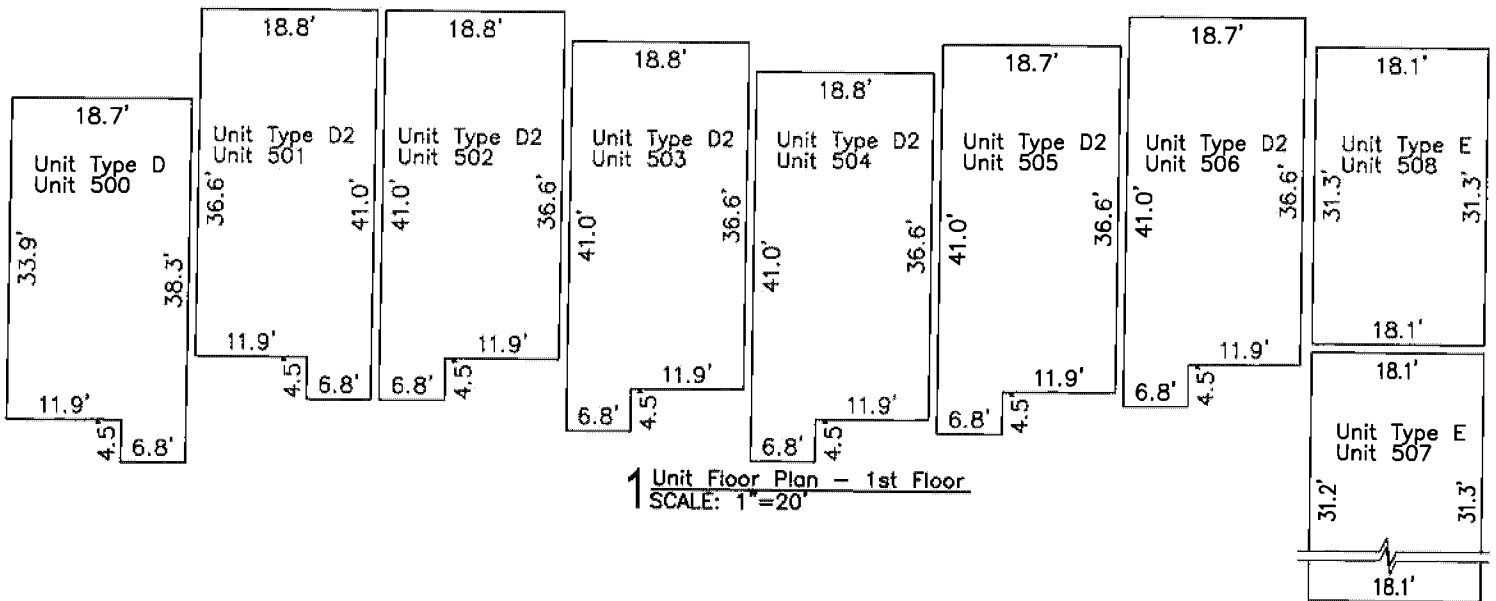 18.7'
Unit Type D
Unit 500
33.9'
38.3'
11.9'
4.5'
6.8'
18.8'
Unit Type D2
Unit 501
36.6'
41.0'
11.9'
4.5'
6.8'
18.8'
Unit Type D2
Unit 502
41.0'
36.6'
11.9'
6.8'
4.5'
18.8'
Unit Type D2
Unit 503
41.0'
36.6'
11.9'
6.8'
4.5'
18.8'
Unit Type D2
Unit 504
41.0'
36.6'
11.9'
6.8'
4.5'
18.7'
Unit Type D2
Unit 505
41.0'
36.6'
11.9'
6.8'
4.5'
18.7'
Unit Type D2
Unit 506
41.0'
36.6'
11.9'
6.8'
4.5'
18.1'
Unit Type E
Unit 508
31.3'
31.3'
18.1'
18.1'
Unit Type E
Unit 507
31.2'
31.3'
18.1'
1 Unit Floor Plan – 1st Floor
SCALE: 1"=20'